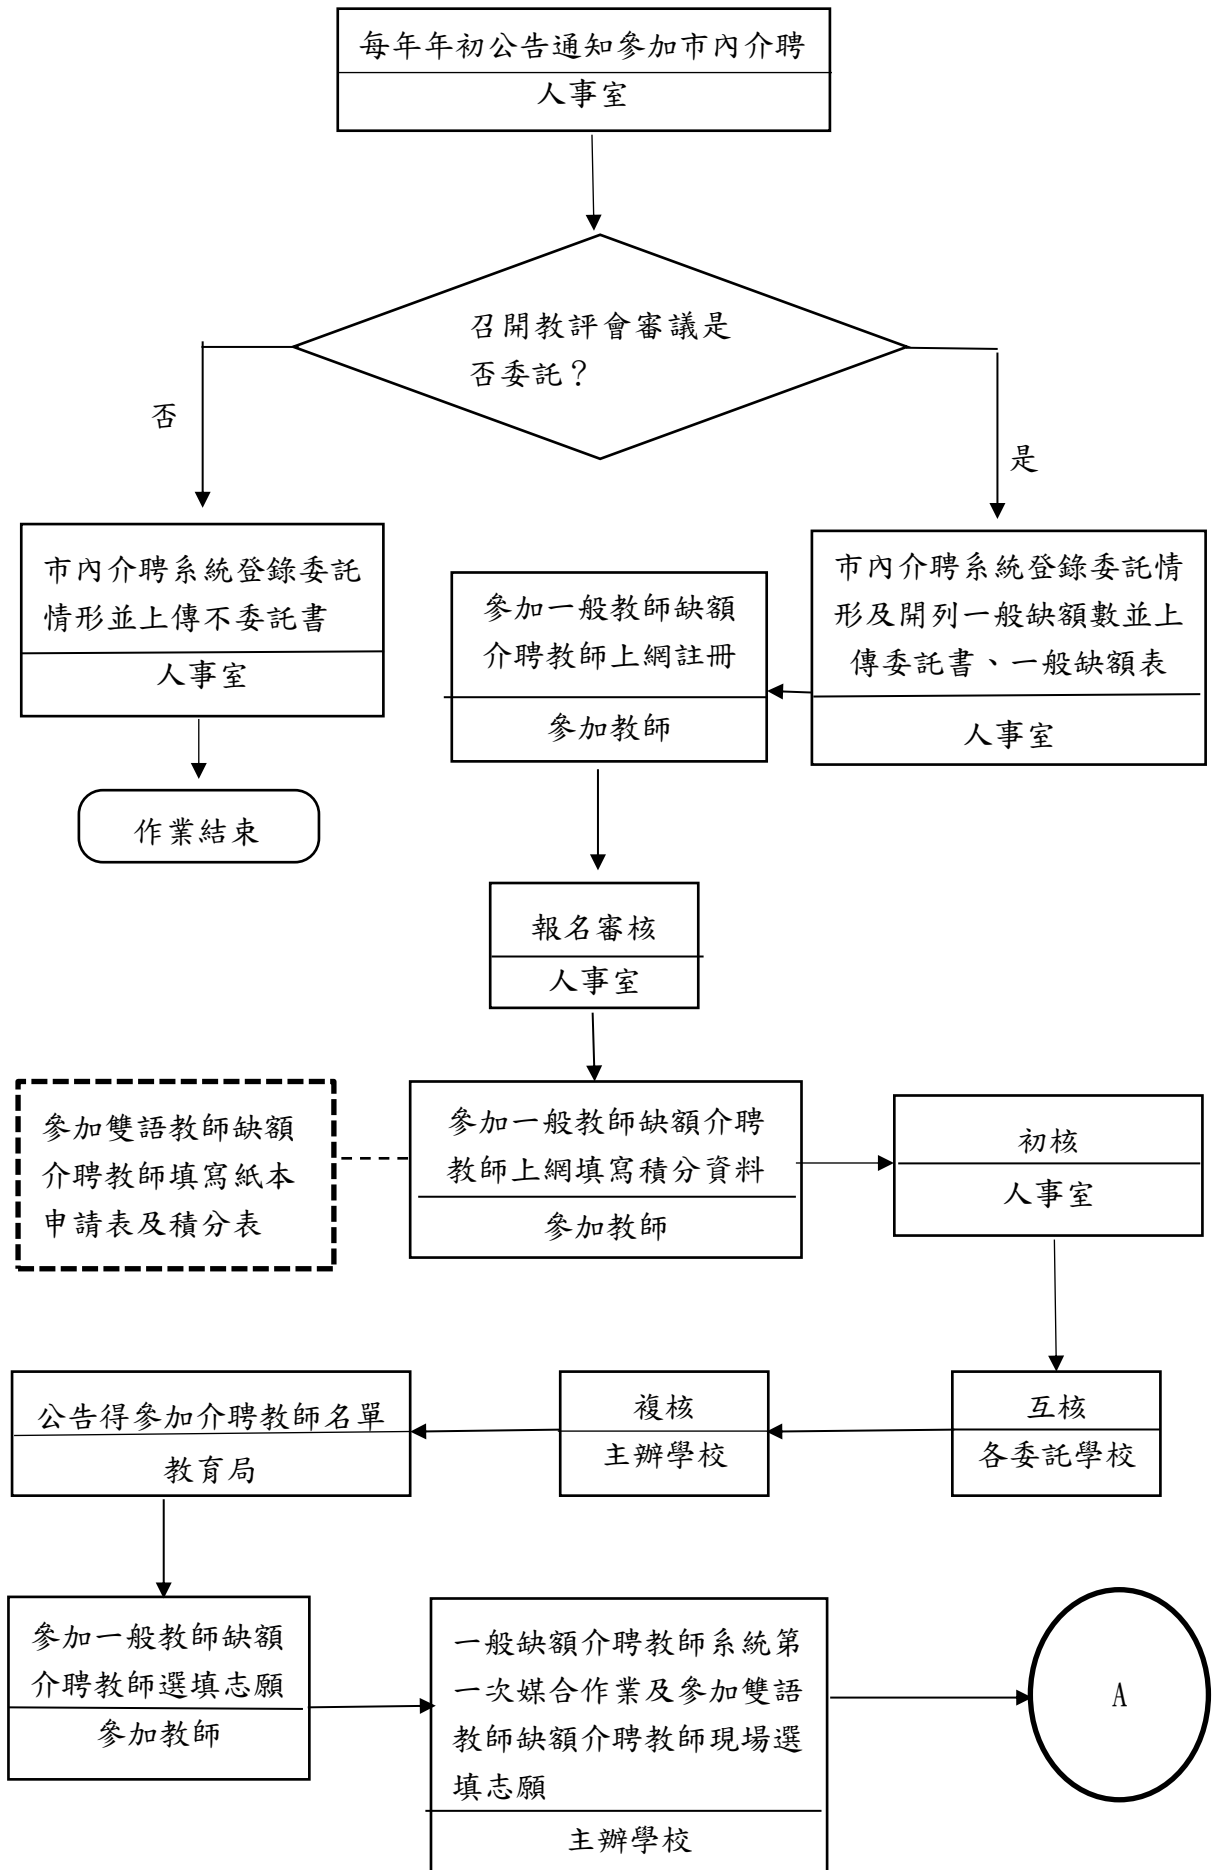 每年年初公告通知參加市內介聘
人事室
召開教評會審議是
否委託？
否
是
市內介聘系統登錄委託
情形並上傳不委託書
人事室
作業結束
市內介聘系統登錄委託情
形及開列一般缺額數並上
傳委託書、一般缺額表
人事室
參加一般教師缺額
介聘教師上網註冊
參加教師
報名審核
人事室
參加雙語教師缺額
介聘教師填寫紙本
申請表及積分表
參加一般教師缺額介聘
教師上網填寫積分資料
參加教師
初核
人事室
互核
各委託學校
複核
主辦學校
公告得參加介聘教師名單
教育局
參加一般教師缺額
介聘教師選填志願
參加教師
一般缺額介聘教師系統第
一次媒合作業及參加雙語
教師缺額介聘教師現場選
填志願
主辦學校
A